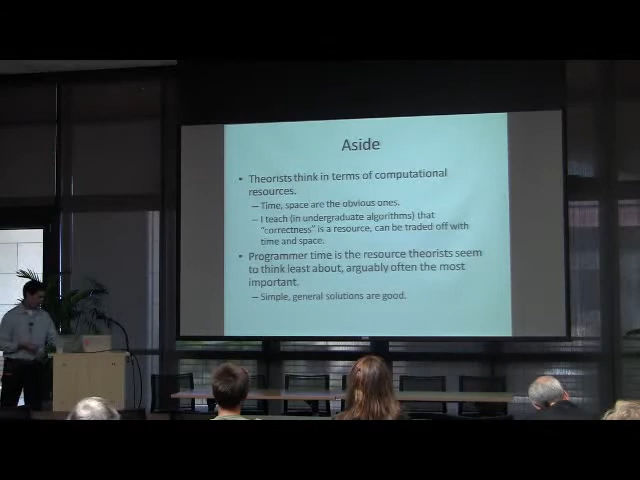 Aside
• Theorists think in terms of computational
resources.
– Time, space are the obvious ones.
– I teach (in undergraduate algorithms) that
"correctness" is a resource, can be traded off with
time and space.
• Programmer time is the resource theorists seem
to think least about, arguably often the most
important.
– Simple, general solutions are good.